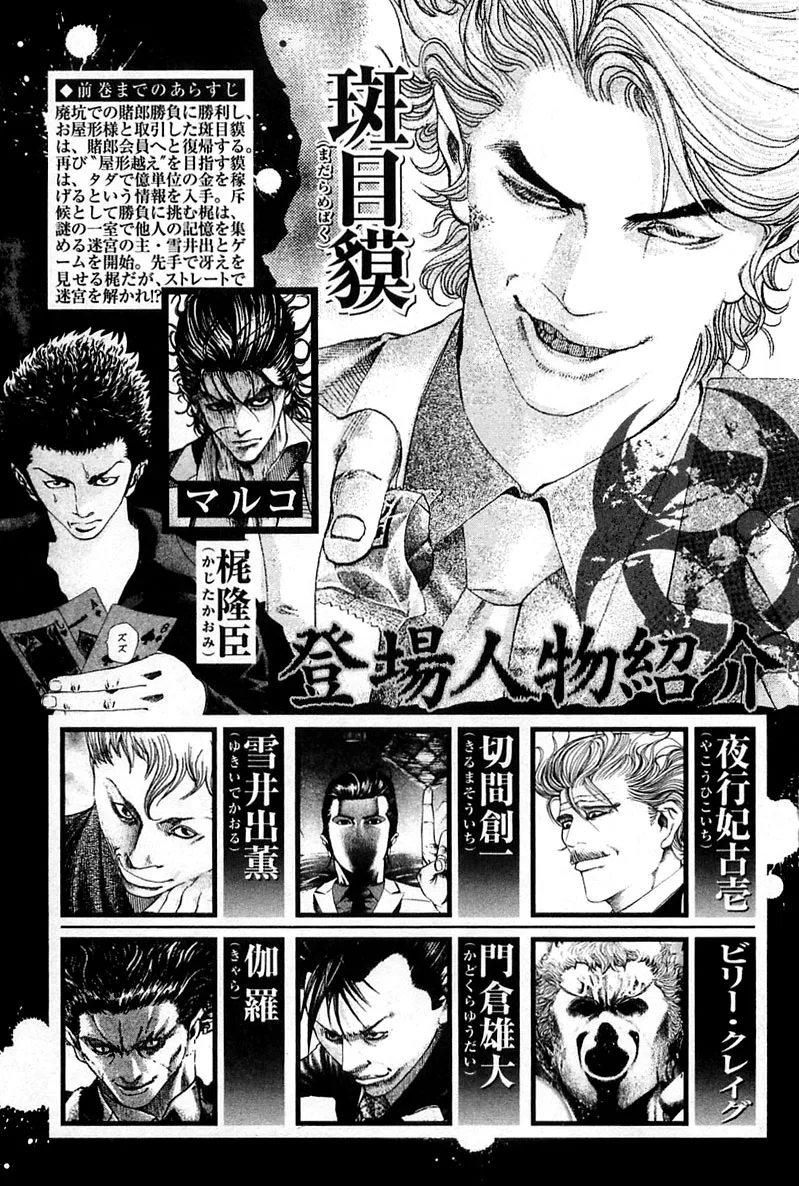 ◆前巻までのあらすじ
廃坑での賭郎勝負に勝利し、
お屋形様と取引した斑目貘
は、賭郎会員へと復帰する。
再び〝屋形越え〟を目指す貘
は、タダで億単位の金を稼
げるという情報を入手。斥
候として勝負に挑む梶は、
謎の一室で他人の記憶を集
める迷宮の主・雪井出とゲ
ームを開始。先手で冴えを
見せる梶だが、ストレートで
迷宮を解かれ!?
斑目貘
(まだらめばく)
マルコ
梶隆臣
(かじたかおみ)
ズズ
登場人物紹介
夜行妃古壱
(やこうひこいち)
切間創一
(きるまそういち)
雪井出薫
(ゆきいでかおる)
ビリー・クレイグ
門倉雄大
(かどくらゆうだい)
伽羅
(きゃら)